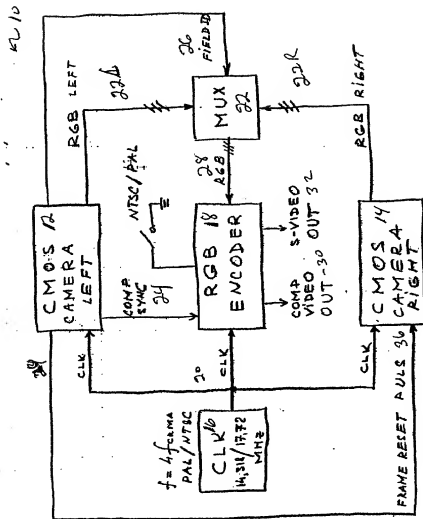 10
RGB LEFT
22L
26
FIELD ID
MUX
22
22R
RGB RIGHT
CMOS 12
CAMERA
LEFT
NTSC/PAL
28
RGB
RGB 18
ENCODER
S-VIDEO
OUT 32
COMP
VIDEO
OUT-30
CMOS 14
CAMERA
RIGHT
COMP
SYNC
24
CLK
20
CLK
CLK
f = 4fCRMA
PAL/NTSC
CLK 16
14,318/17,72
MHz
FRAME RESET PULS 36